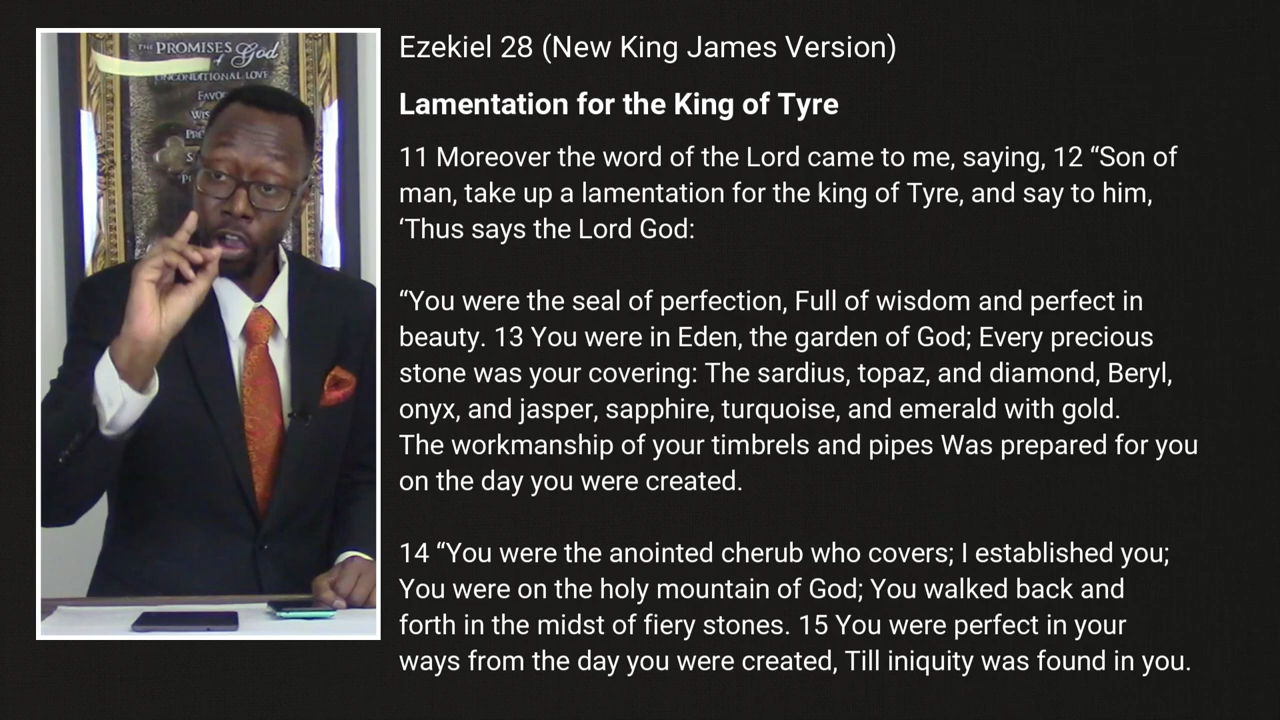 THE PROMISES
of God
UNCONDITIONAL LOVE
FAVOR
Ezekiel 28 (New King James Version)
Lamentation for the King of Tyre
11 Moreover the word of the Lord came to me, saying, 12 “Son of
man, take up a lamentation for the king of Tyre, and say to him,
‘Thus says the Lord God:
“You were the seal of perfection, Full of wisdom and perfect in
beauty. 13 You were in Eden, the garden of God; Every precious
stone was your covering: The sardius, topaz, and diamond, Beryl,
onyx, and jasper, sapphire, turquoise, and emerald with gold.
The workmanship of your timbrels and pipes Was prepared for you
on the day you were created.
14 “You were the anointed cherub who covers; I established you;
You were on the holy mountain of God; You walked back and
forth in the midst of fiery stones. 15 You were perfect in your
ways from the day you were created, Till iniquity was found in you.